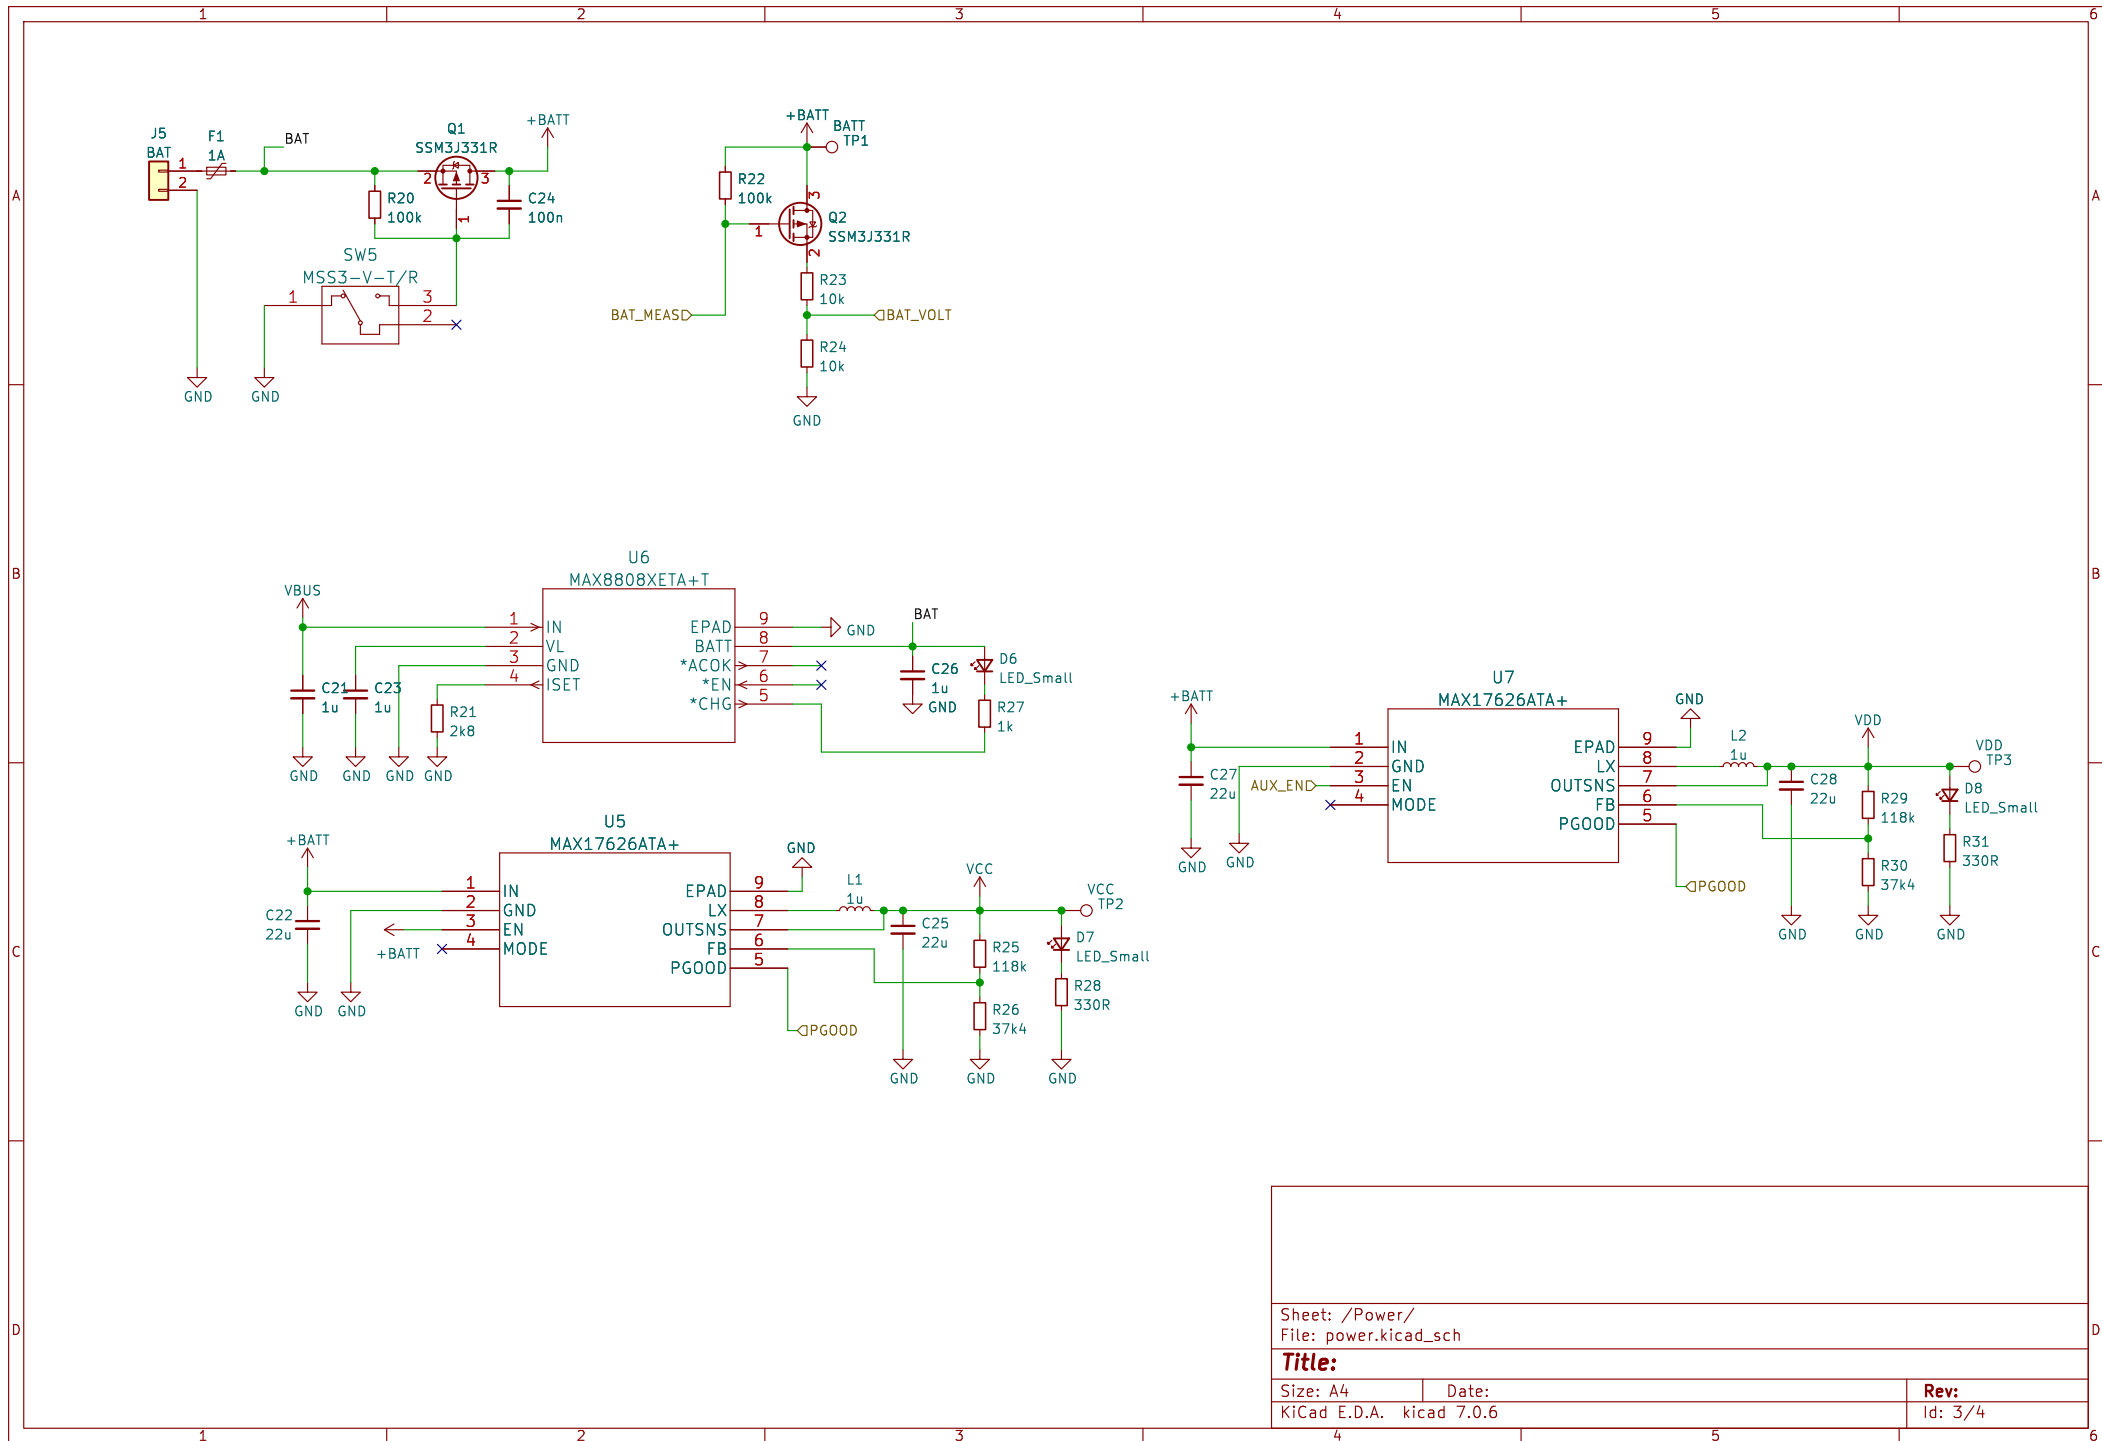 1 2 3 4 5 6
A
B
C
D
A
B
C
D
J5
BAT
1
2
F1
1A
BAT
Q1
SSM3J331R
2
3
1
+BATT
R20
100k
C24
100n
SW5
MSS3-V-T/R
1
3
2
GND
GND
+BATT
BATT
TP1
R22
100k
3
Q2
SSM3J331R
1
2
R23
10k
BAT_MEAS
BAT_VOLT
R24
10k
GND
U6
MAX8808XETA+T
VBUS
1 IN
2 VL
3 GND
4 ISET
EPAD 9
BATT 8
*ACOK 7
*EN 6
*CHG 5
GND
BAT
C21
1u
C23
1u
R21
2k8
C26
1u
GND
D6
LED_Small
R27
1k
GND
GND
GND
GND
U5
MAX17626ATA+
+BATT
1 IN
2 GND
3 EN
4 MODE
EPAD 9
LX 8
OUTSNS 7
FB 6
PGOOD 5
C22
22u
+BATT
GND
GND
GND
L1
1u
VCC
VCC
TP2
C25
22u
R25
118k
D7
LED_Small
R28
330R
R26
37k4
PGOOD
GND
GND
GND
U7
MAX17626ATA+
+BATT
1 IN
2 GND
3 EN
4 MODE
EPAD 9
LX 8
OUTSNS 7
FB 6
PGOOD 5
C27
22u
AUX_EN
GND
GND
GND
L2
1u
VDD
VDD
TP3
C28
22u
R29
118k
D8
LED_Small
R31
330R
R30
37k4
PGOOD
GND
GND
GND
Sheet: /Power/
File: power.kicad_sch
Title:
Size: A4
Date:
Rev:
KiCad E.D.A. kicad 7.0.6
Id: 3/4
1 2 3 4 5 6